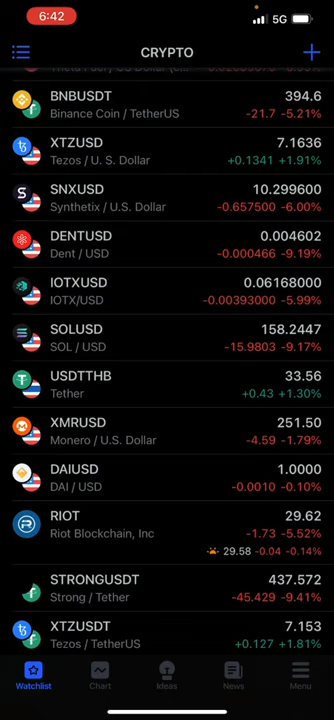 6:42
5G
CRYPTO
BNBUSDT 394.6
Binance Coin / TetherUS -21.7 -5.21%
XTZUSD 7.1636
Tezos / U. S. Dollar +0.1341 +1.91%
SNXUSD 10.299600
Synthetix / U.S. Dollar -0.657500 -6.00%
DENTUSD 0.004602
Dent / USD -0.000466 -9.19%
IOTXUSD 0.06168000
IOTX/USD -0.00393000 -5.99%
SOLUSD 158.2447
SOL / USD -15.9803 -9.17%
USDTTHB 33.56
Tether +0.43 +1.30%
XMRUSD 251.50
Monero / U.S. Dollar -4.59 -1.79%
DAIUSD 1.0000
DAI / USD -0.0010 -0.10%
RIOT 29.62
Riot Blockchain, Inc -1.73 -5.52%
29.58 -0.04 -0.14%
STRONGUSDT 437.572
Strong / Tether -45.429 -9.41%
XTZUSDT 7.153
Tezos / TetherUS +0.127 +1.81%
Watchlist Chart Ideas News Menu